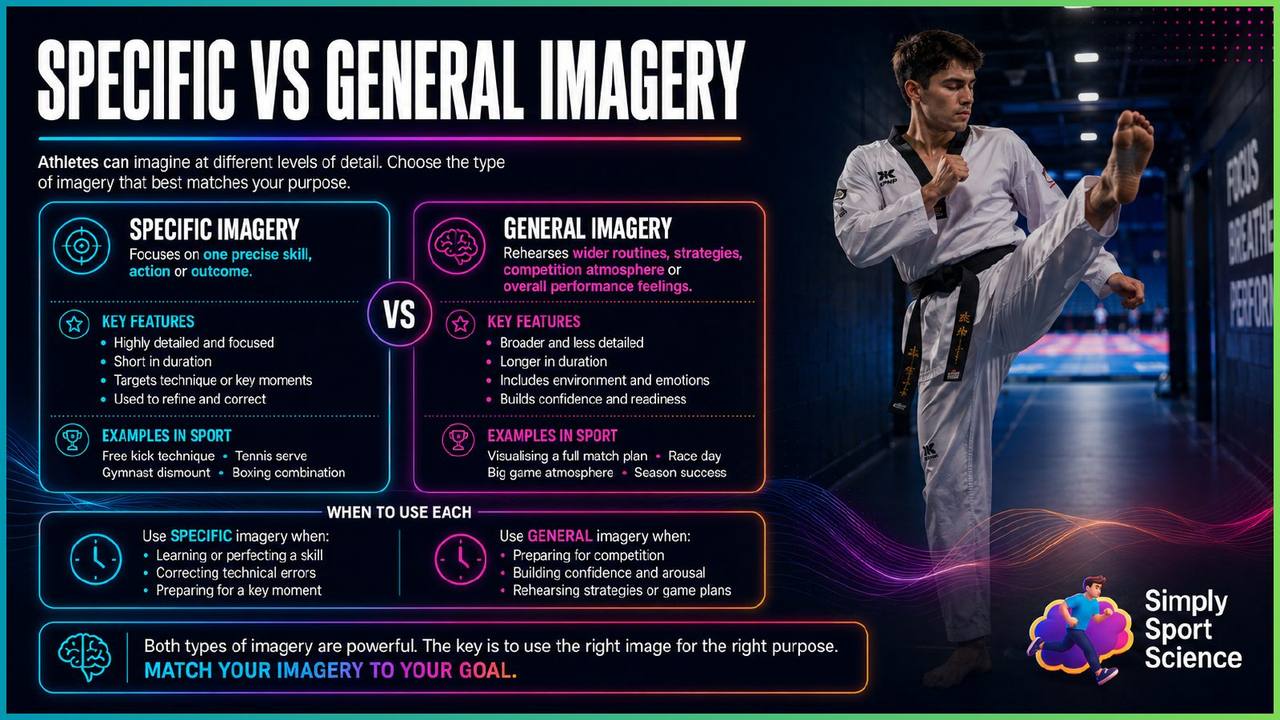 SPECIFIC VS GENERAL IMAGERY
Athletes can imagine at different levels of detail. Choose the type
of imagery that best matches your purpose.
SPECIFIC IMAGERY
Focuses on one precise skill,
action or outcome.
KEY FEATURES
• Highly detailed and focused
• Short in duration
• Targets technique or key moments
• Used to refine and correct
EXAMPLES IN SPORT
Free kick technique • Tennis serve
Gymnast dismount • Boxing combination
VS
GENERAL IMAGERY
Rehearses wider routines, strategies,
competition atmosphere or
overall performance feelings.
KEY FEATURES
• Broader and less detailed
• Longer in duration
• Includes environment and emotions
• Builds confidence and readiness
EXAMPLES IN SPORT
Visualising a full match plan • Race day
Big game atmosphere • Season success
WHEN TO USE EACH
Use SPECIFIC imagery when:
• Learning or perfecting a skill
• Correcting technical errors
• Preparing for a key moment
Use GENERAL imagery when:
• Preparing for competition
• Building confidence and arousal
• Rehearsing strategies or game plans
Both types of imagery are powerful. The key is to use the right image for the right purpose.
MATCH YOUR IMAGERY TO YOUR GOAL.
FOCUS
BREATHE
PERFORM
Simply
Sport
Science